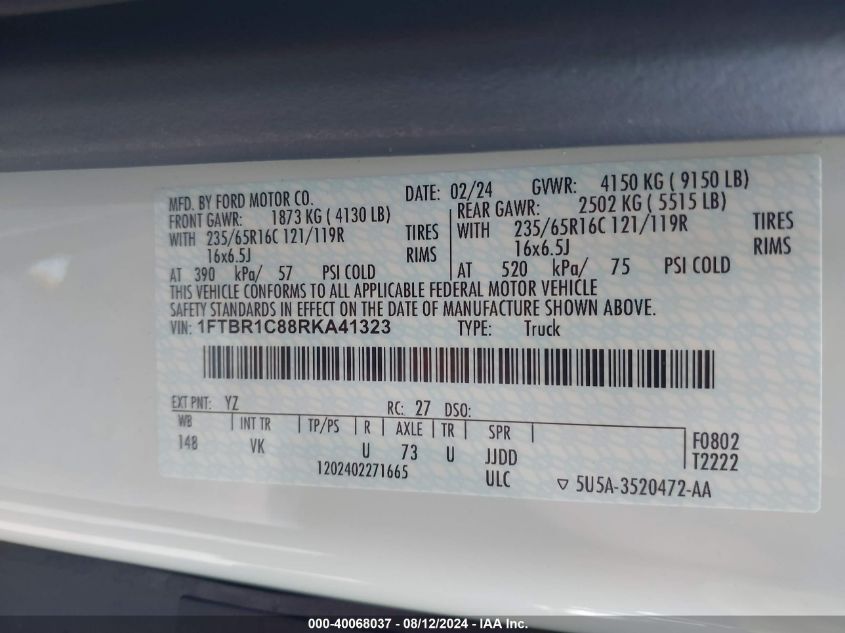 MFD. BY FORD MOTOR CO. DATE: 02/24 GVWR: 4150 KG ( 9150 LB)
FRONT GAWR: 1873 KG ( 4130 LB) REAR GAWR: 2502 KG ( 5515 LB)
WITH 235/65R16C 121/119R TIRES WITH 235/65R16C 121/119R TIRES
16x6.5J RIMS 16x6.5J RIMS
AT 390 kPa/ 57 PSI COLD AT 520 kPa/ 75 PSI COLD
THIS VEHICLE CONFORMS TO ALL APPLICABLE FEDERAL MOTOR VEHICLE
SAFETY STANDARDS IN EFFECT ON THE DATE OF MANUFACTURE SHOWN ABOVE.
VIN: 1FTBR1C88RKA41323 TYPE: Truck
EXT PNT: YZ RC: 27 DSO:
WB INT TR TP/PS R AXLE TR SPR F0802
148 VK U 73 U JJDD T2222
1202402271665 ULC ▽ 5U5A-3520472-AA
000-40068037 - 08/12/2024 - IAA Inc.